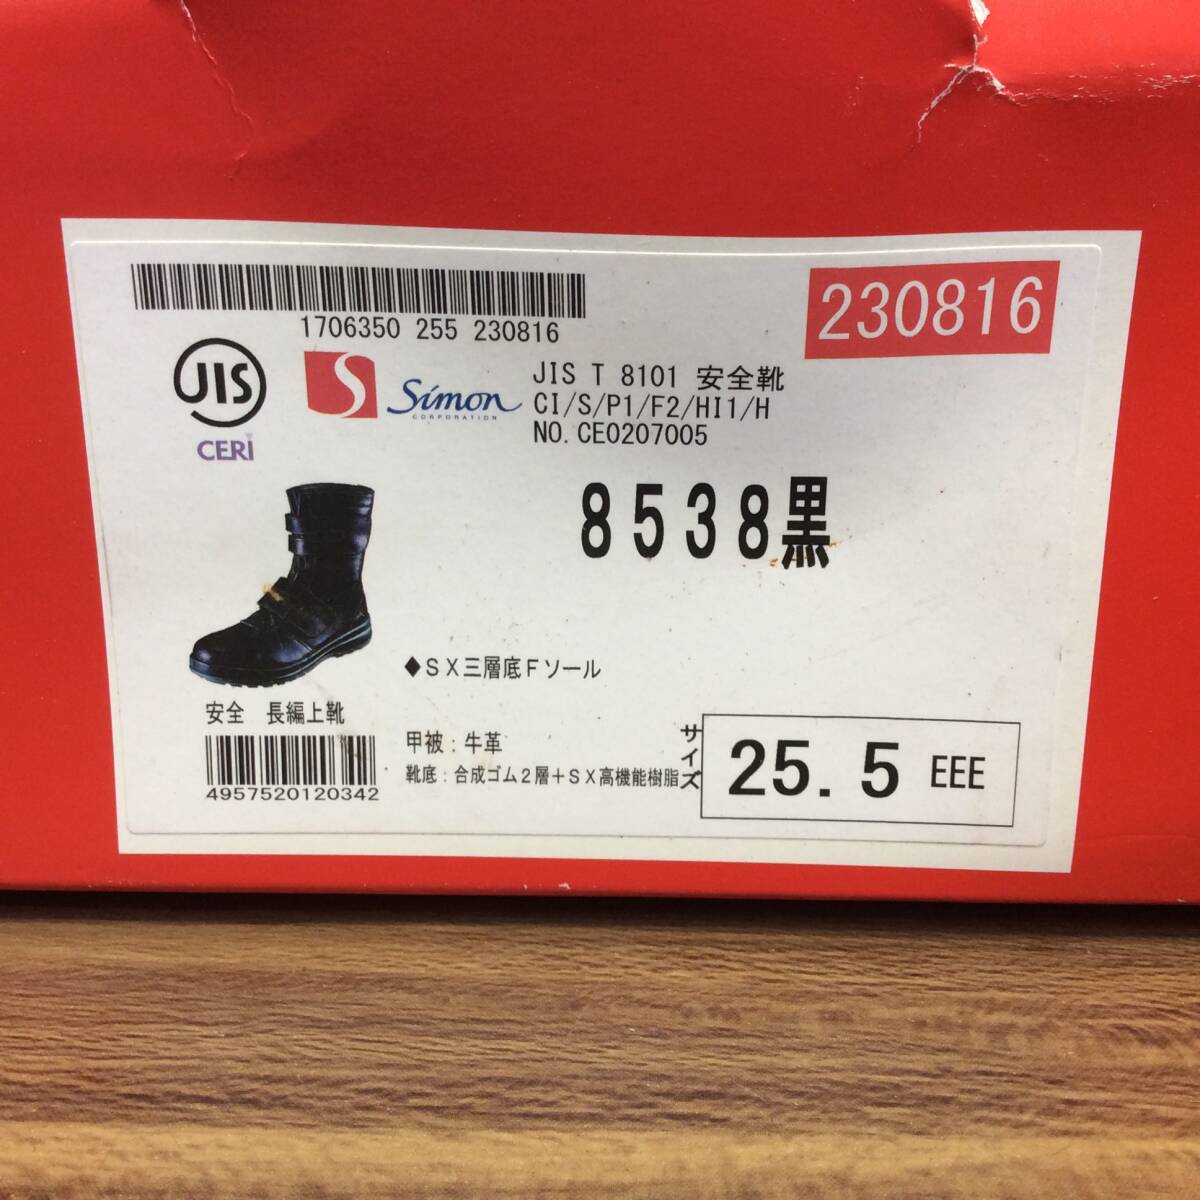 1706350 255 230816
230816
JIS
CERI
S
Simon
CORPORATION
JIS T 8101 安全靴
CI/S/P1/F2/HI1/H
NO.CE0207005
8538黒
◆ＳＸ三層底Ｆソール
安全 長編上靴
4957520120342
甲被:牛革
靴底:合成ゴム２層＋ＳＸ高機能樹脂
サイズ
25.5 EEE